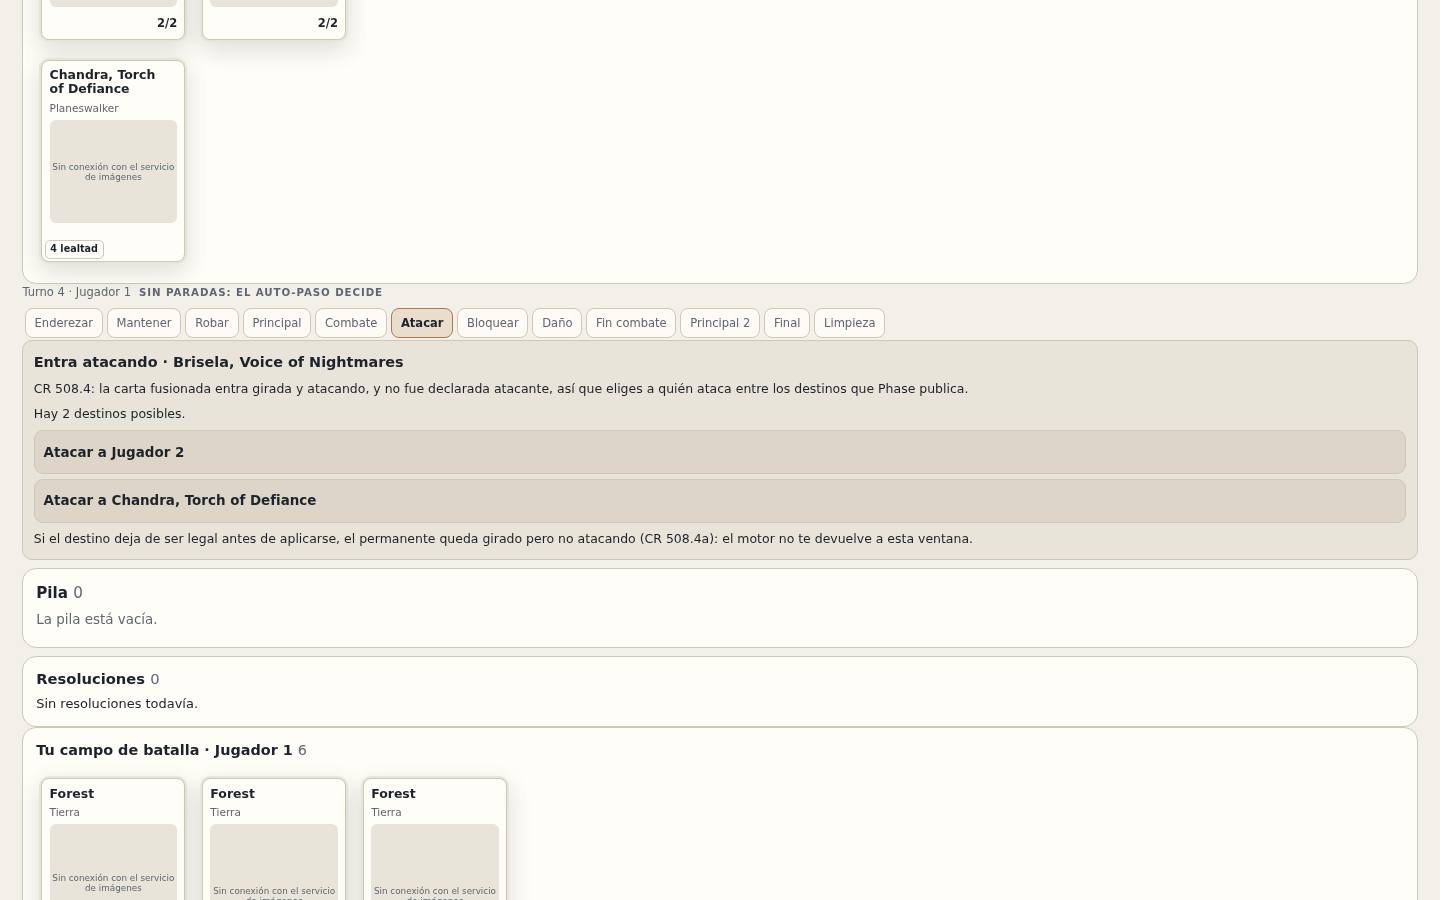 2/2
2/2
Chandra, Torch
of Defiance
Planeswalker
Sin conexión con el servicio
de imágenes
4 lealtad
Turno 4 · Jugador 1 SIN PARADAS: EL AUTO-PASO DECIDE
Enderezar Mantener Robar Principal Combate Atacar Bloquear Daño Fin combate Principal 2 Final Limpieza
Entra atacando · Brisela, Voice of Nightmares
CR 508.4: la carta fusionada entra girada y atacando, y no fue declarada atacante, así que eliges a quién ataca entre los destinos que Phase publica.
Hay 2 destinos posibles.
Atacar a Jugador 2
Atacar a Chandra, Torch of Defiance
Si el destino deja de ser legal antes de aplicarse, el permanente queda girado pero no atacando (CR 508.4a): el motor no te devuelve a esta ventana.
Pila 0
La pila está vacía.
Resoluciones 0
Sin resoluciones todavía.
Tu campo de batalla · Jugador 1 6
Forest Forest Forest
Tierra Tierra Tierra
Sin conexión con el servicio
de imágenes
Sin conexión con el servicio
de imágenes
Sin conexión con el servicio
de imágenes